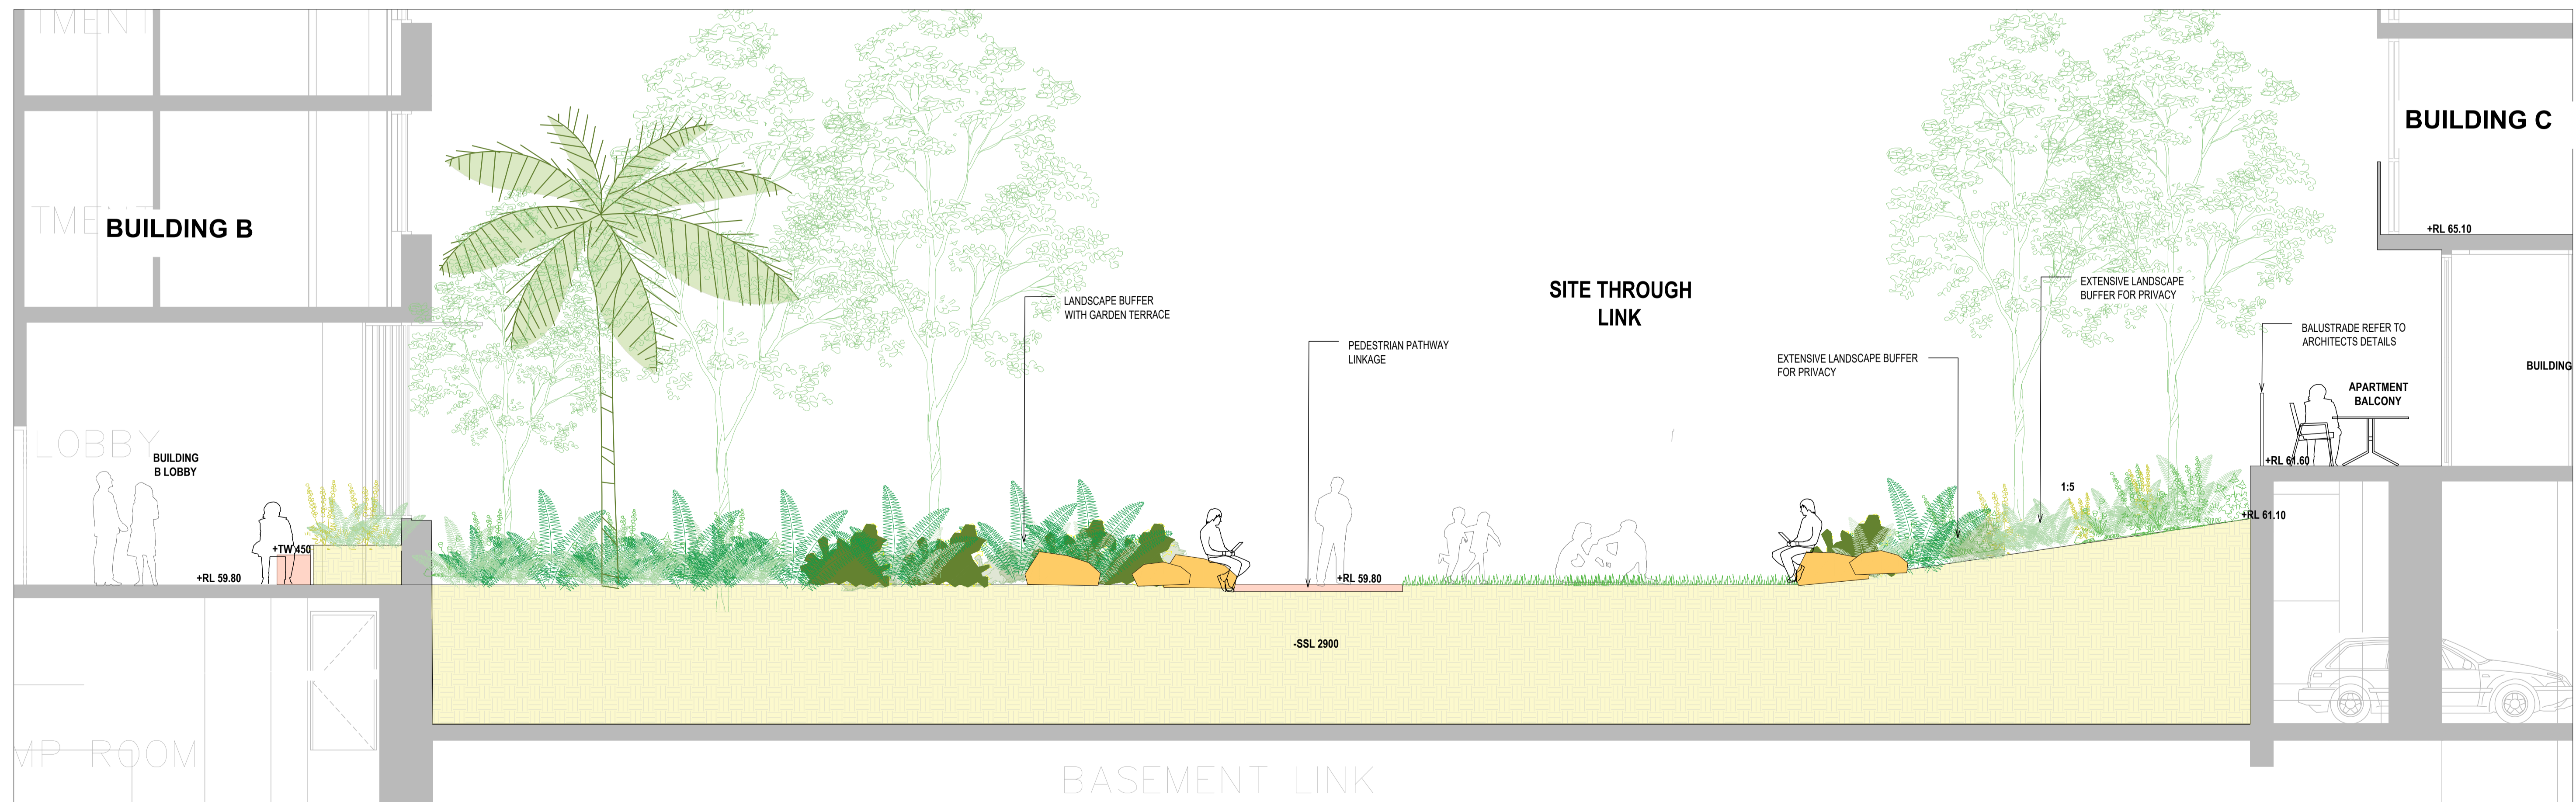 TMENT
BUILDING C
TMENT
BUILDING B
+RL 65.10
SITE THROUGH
LINK
EXTENSIVE LANDSCAPE
BUFFER FOR PRIVACY
LANDSCAPE BUFFER
WITH GARDEN TERRACE
BALUSTRADE REFER TO
ARCHITECTS DETAILS
PEDESTRIAN PATHWAY
LINKAGE
EXTENSIVE LANDSCAPE BUFFER
FOR PRIVACY
BUILDING
APARTMENT
BALCONY
LOBBY
BUILDING
B LOBBY
+RL 61.60
1:5
+RL 61.10
+TW 450
+RL 59.80
+RL 59.80
-SSL 2900
MP ROOM
BASEMENT LINK